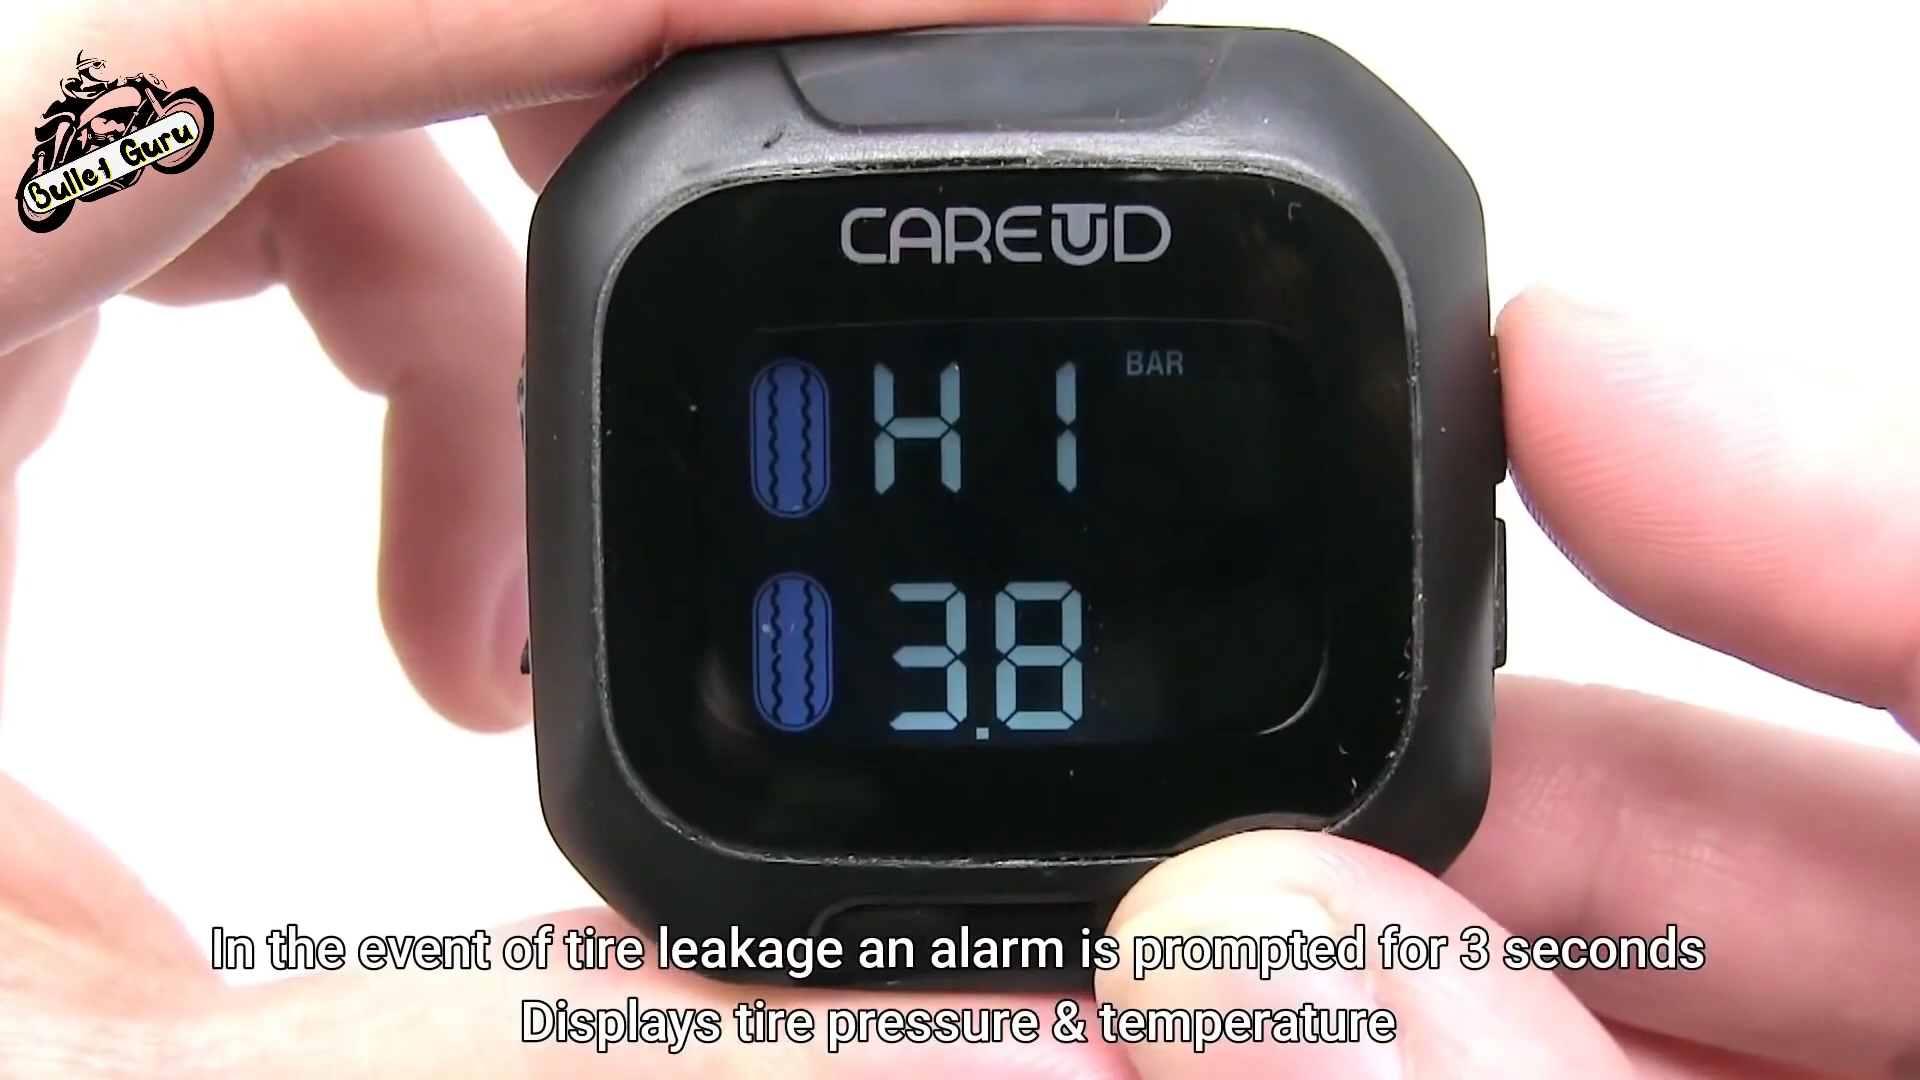 Bullet Guru
CAREUD
HI BAR
3.8
In the event of tire leakage an alarm is prompted for 3 seconds
Displays tire pressure & temperature